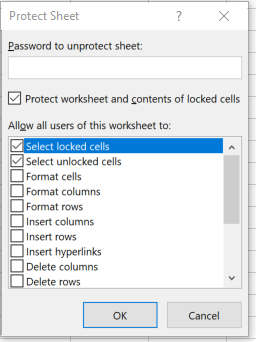 Protect Sheet
?
Password to unprotect sheet:
Protect worksheet and contents of locked cells
Allow all users of this worksheet to:
Select locked cells
Select unlocked cells
Format cells
Format columns
Format rows
Insert columns
Insert rows
Insert hyperlinks
Delete columns
Delete rows
OK Cancel